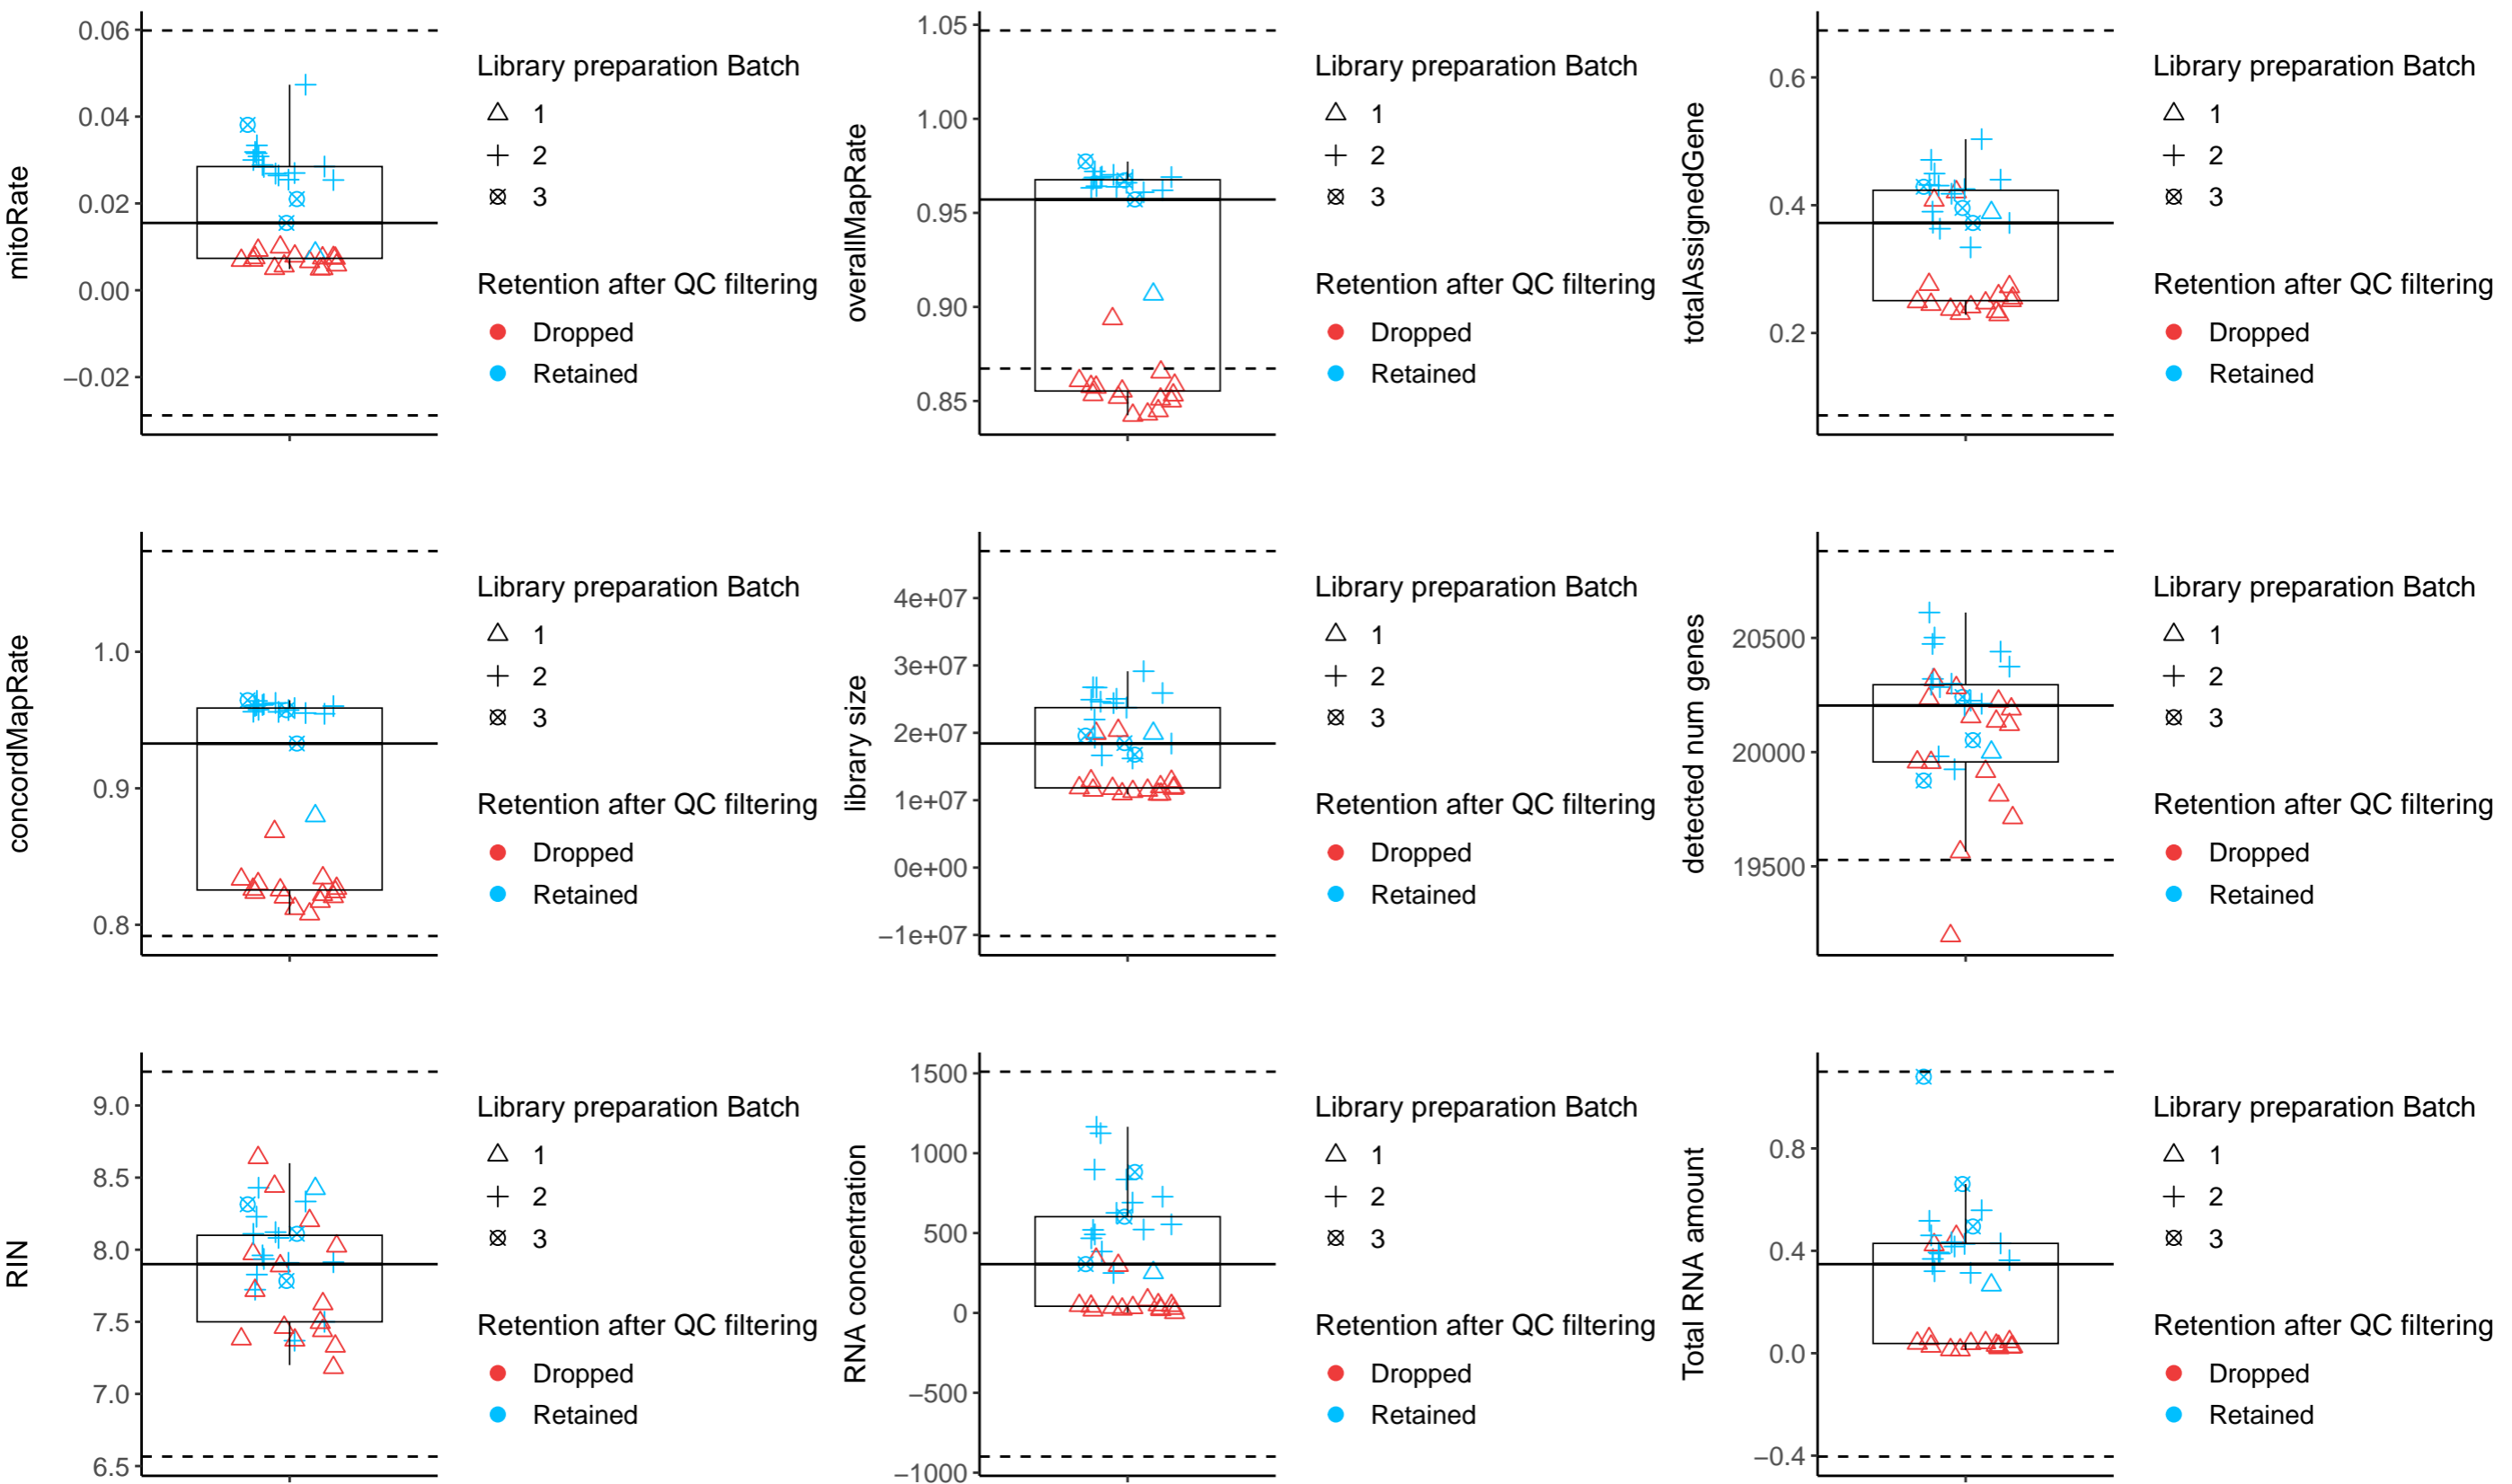 mitoRate
0.06
0.04
0.02
0.00
−0.02
Library preparation Batch
1
2
3
Retention after QC filtering
Dropped
Retained
overallMapRate
1.05
1.00
0.95
0.90
0.85
Library preparation Batch
1
2
3
Retention after QC filtering
Dropped
Retained
totalAssignedGene
0.6
0.4
0.2
Library preparation Batch
1
2
3
Retention after QC filtering
Dropped
Retained
concordMapRate
1.0
0.9
0.8
Library preparation Batch
1
2
3
Retention after QC filtering
Dropped
Retained
library size
4e+07
3e+07
2e+07
1e+07
0e+00
−1e+07
Library preparation Batch
1
2
3
Retention after QC filtering
Dropped
Retained
detected num genes
20500
20000
19500
Library preparation Batch
1
2
3
Retention after QC filtering
Dropped
Retained
RIN
9.0
8.5
8.0
7.5
7.0
6.5
Library preparation Batch
1
2
3
Retention after QC filtering
Dropped
Retained
RNA concentration
1500
1000
500
0
−500
−1000
Library preparation Batch
1
2
3
Retention after QC filtering
Dropped
Retained
Total RNA amount
0.8
0.4
0.0
−0.4
Library preparation Batch
1
2
3
Retention after QC filtering
Dropped
Retained